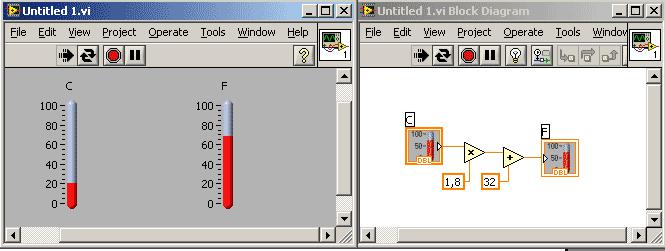 Untitled 1.vi
File Edit View Project Operate Tools Window Help
1
C
F
100
80
60
40
20
0
100
80
60
40
20
0
Untitled 1.vi Block Diagram
File Edit View Project Operate Tools Window
1
C
100
50
DBL
1,8
32
F
100
50
DBL